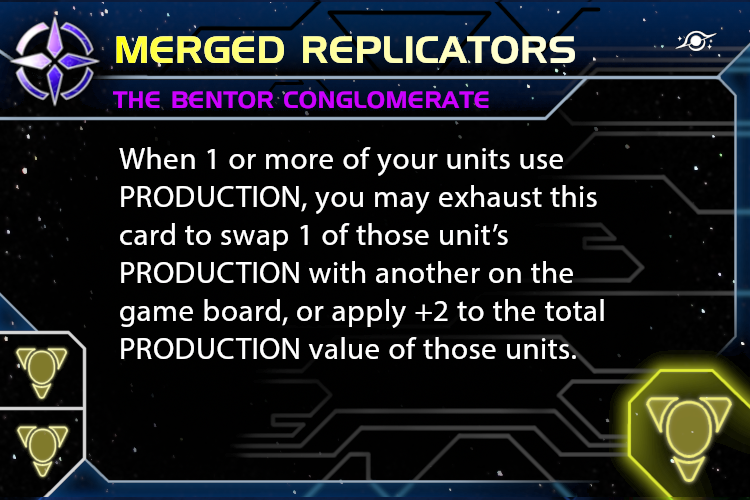 MERGED REPLICATORS
THE BENTOR CONGLOMERATE
When 1 or more of your units use
PRODUCTION, you may exhaust this
card to swap 1 of those unit’s
PRODUCTION with another on the
game board, or apply +2 to the total
PRODUCTION value of those units.